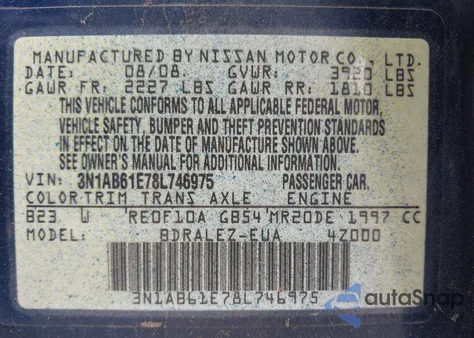 MANUFACTURED BY NISSAN MOTOR CO., LTD.
DATE: 08/08. GVWR: 3920 LBS
GAWR FR: 2227 LBS GAWR RR: 1810 LBS
THIS VEHICLE CONFORMS TO ALL APPLICABLE FEDERAL MOTOR,
VEHICLE SAFETY, BUMPER AND THEFT PREVENTION STANDARDS
IN EFFECT ON THE DATE OF MANUFACTURE SHOWN ABOVE.
SEE OWNER'S MANUAL FOR ADDITIONAL INFORMATION.
VIN: 3N1AB61E78L746975 PASSENGER CAR.
COLOR TRIM TRANS AXLE ENGINE
B23 W RE0F10A GB54 MR20DE 1997 CC
MODEL: BDRALEZ-EUA 4Z000
3N1AB61E78L746975
autoSnap